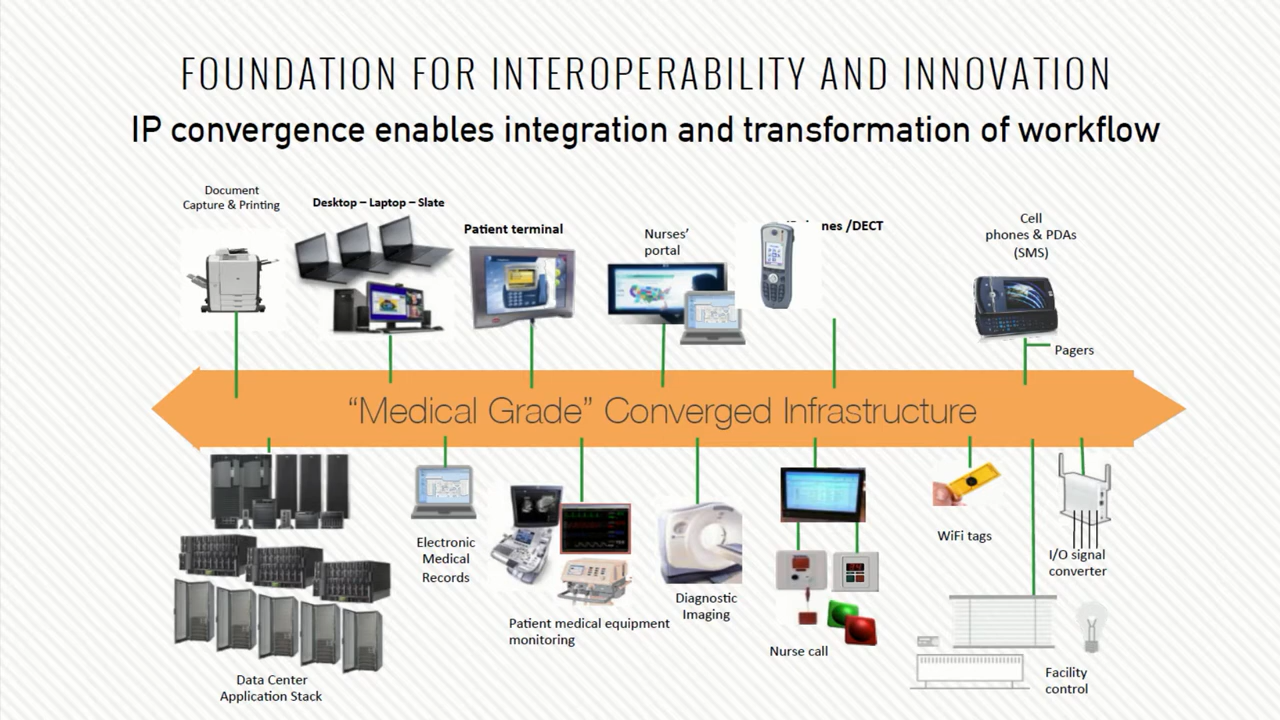 FOUNDATION FOR INTEROPERABILITY AND INNOVATION
IP convergence enables integration and transformation of workflow
Document
Capture & Printing
Desktop – Laptop – Slate
Patient terminal
Nurses’
portal
/DECT
Cell
phones & PDAs
(SMS)
Pagers
“Medical Grade” Converged Infrastructure
Data Center
Application Stack
Electronic
Medical
Records
Patient medical equipment
monitoring
Diagnostic
Imaging
Nurse call
WiFi tags
I/O signal
converter
Facility
control